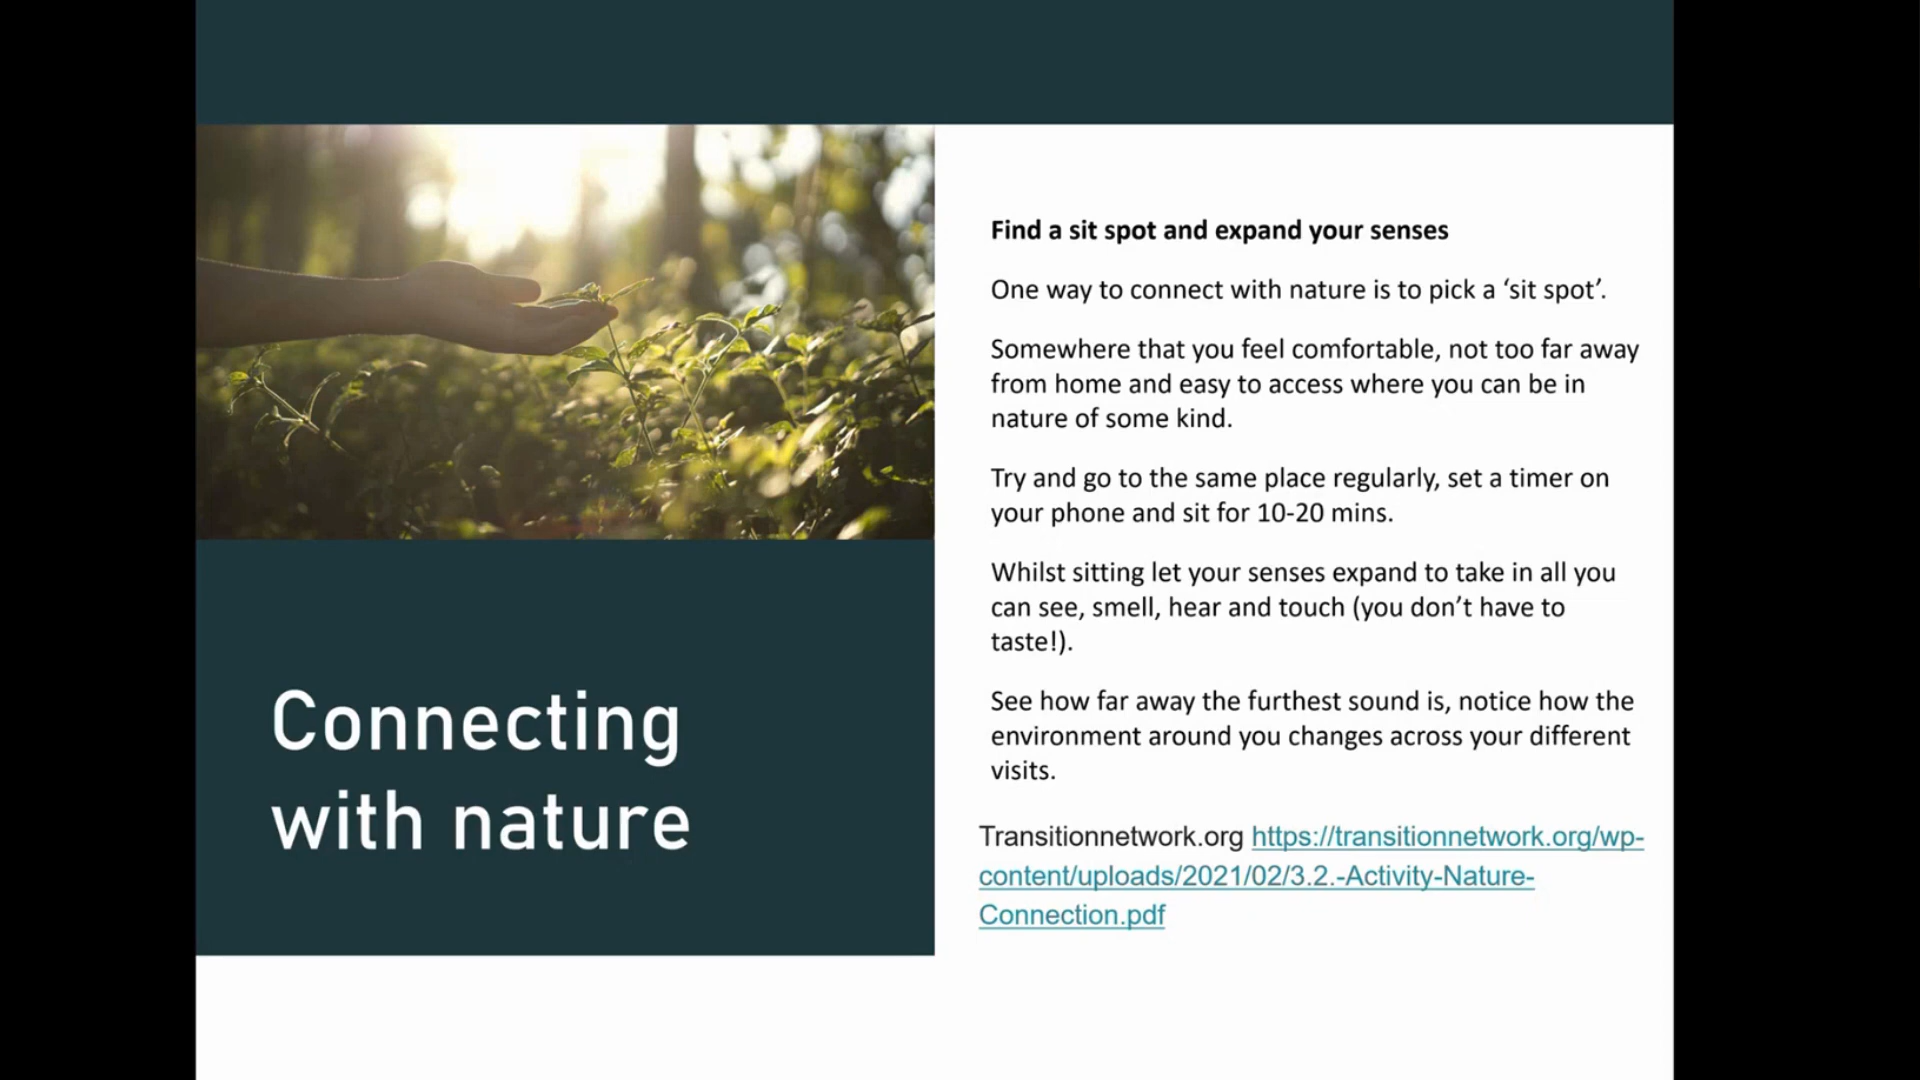 Connecting
with nature
Find a sit spot and expand your senses
One way to connect with nature is to pick a ‘sit spot’.
Somewhere that you feel comfortable, not too far away
from home and easy to access where you can be in
nature of some kind.
Try and go to the same place regularly, set a timer on
your phone and sit for 10-20 mins.
Whilst sitting let your senses expand to take in all you
can see, smell, hear and touch (you don’t have to
taste!).
See how far away the furthest sound is, notice how the
environment around you changes across your different
visits.
Transitionnetwork.org https://transitionnetwork.org/wp-
content/uploads/2021/02/3.2.-Activity-Nature-
Connection.pdf